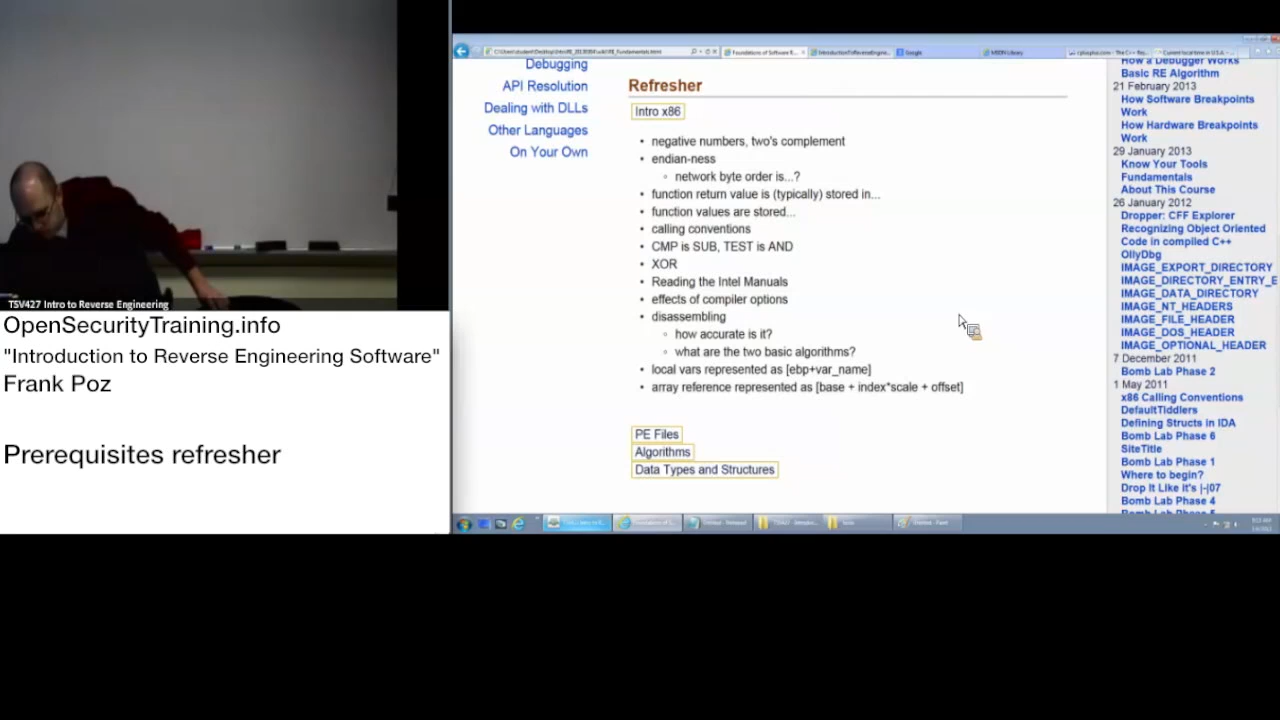 TSV427 Intro to Reverse Engineering
OpenSecurityTraining.info
"Introduction to Reverse Engineering Software"
Frank Poz
Prerequisites refresher
Debugging
API Resolution
Dealing with DLLs
Other Languages
On Your Own
Refresher
Intro x86
• negative numbers, two's complement
• endian-ness
◦ network byte order is...?
• function return value is (typically) stored in...
• function values are stored...
• calling conventions
• CMP is SUB, TEST is AND
• XOR
• Reading the Intel Manuals
• effects of compiler options
• disassembling
◦ how accurate is it?
◦ what are the two basic algorithms?
• local vars represented as [ebp+var_name]
• array reference represented as [base + index*scale + offset]
PE Files
Algorithms
Data Types and Structures
How a Debugger Works
Basic RE Algorithm
21 February 2013
How Software Breakpoints
Work
How Hardware Breakpoints
Work
29 January 2013
Know Your Tools
Fundamentals
About This Course
26 January 2012
Dropper: CFF Explorer
Recognizing Object Oriented
Code in compiled C++
OllyDbg
IMAGE_EXPORT_DIRECTORY
IMAGE_DIRECTORY_ENTRY_E
IMAGE_DATA_DIRECTORY
IMAGE_NT_HEADERS
IMAGE_FILE_HEADER
IMAGE_DOS_HEADER
IMAGE_OPTIONAL_HEADER
7 December 2011
Bomb Lab Phase 2
1 May 2011
x86 Calling Conventions
DefaultTiddlers
Defining Structs in IDA
Bomb Lab Phase 6
SiteTitle
Bomb Lab Phase 1
Where to begin?
Drop It Like it's |-|07
Bomb Lab Phase 4